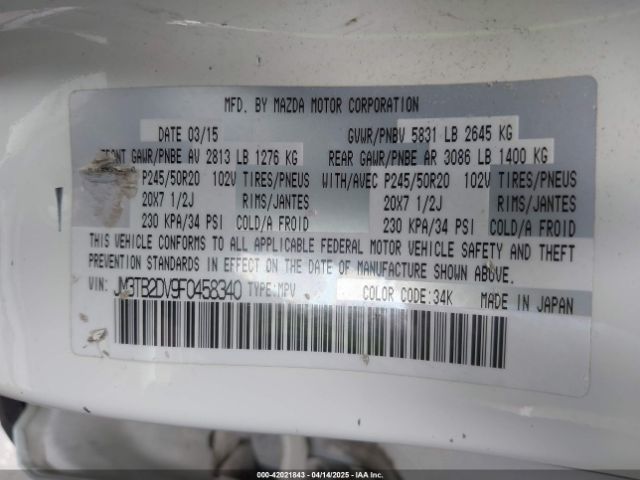 MFD. BY MAZDA MOTOR CORPORATION
DATE 03/15 GVWR/PNBV 5831 LB 2645 KG
FRONT GAWR/PNBE AV 2813 LB 1276 KG REAR GAWR/PNBE AR 3086 LB 1400 KG
P245/50R20 102V TIRES/PNEUS WITH/AVEC P245/50R20 102V TIRES/PNEUS
20X7 1/2J RIMS/JANTES 20X7 1/2J RIMS/JANTES
230 KPA/34 PSI COLD/A FROID 230 KPA/34 PSI COLD/A FROID
THIS VEHICLE CONFORMS TO ALL APPLICABLE FEDERAL MOTOR VEHICLE SAFETY AND THEFT
PREVENTION STANDARDS IN EFFECT ON THE DATE OF MANUFACTURE SHOWN ABOVE.
VIN: JM3TB2DV9F0458340 TYPE:MPV COLOR CODE:34K MADE IN JAPAN
000-42021843 - 04/14/2025 - COPYRIGHT © IAA, LLC.